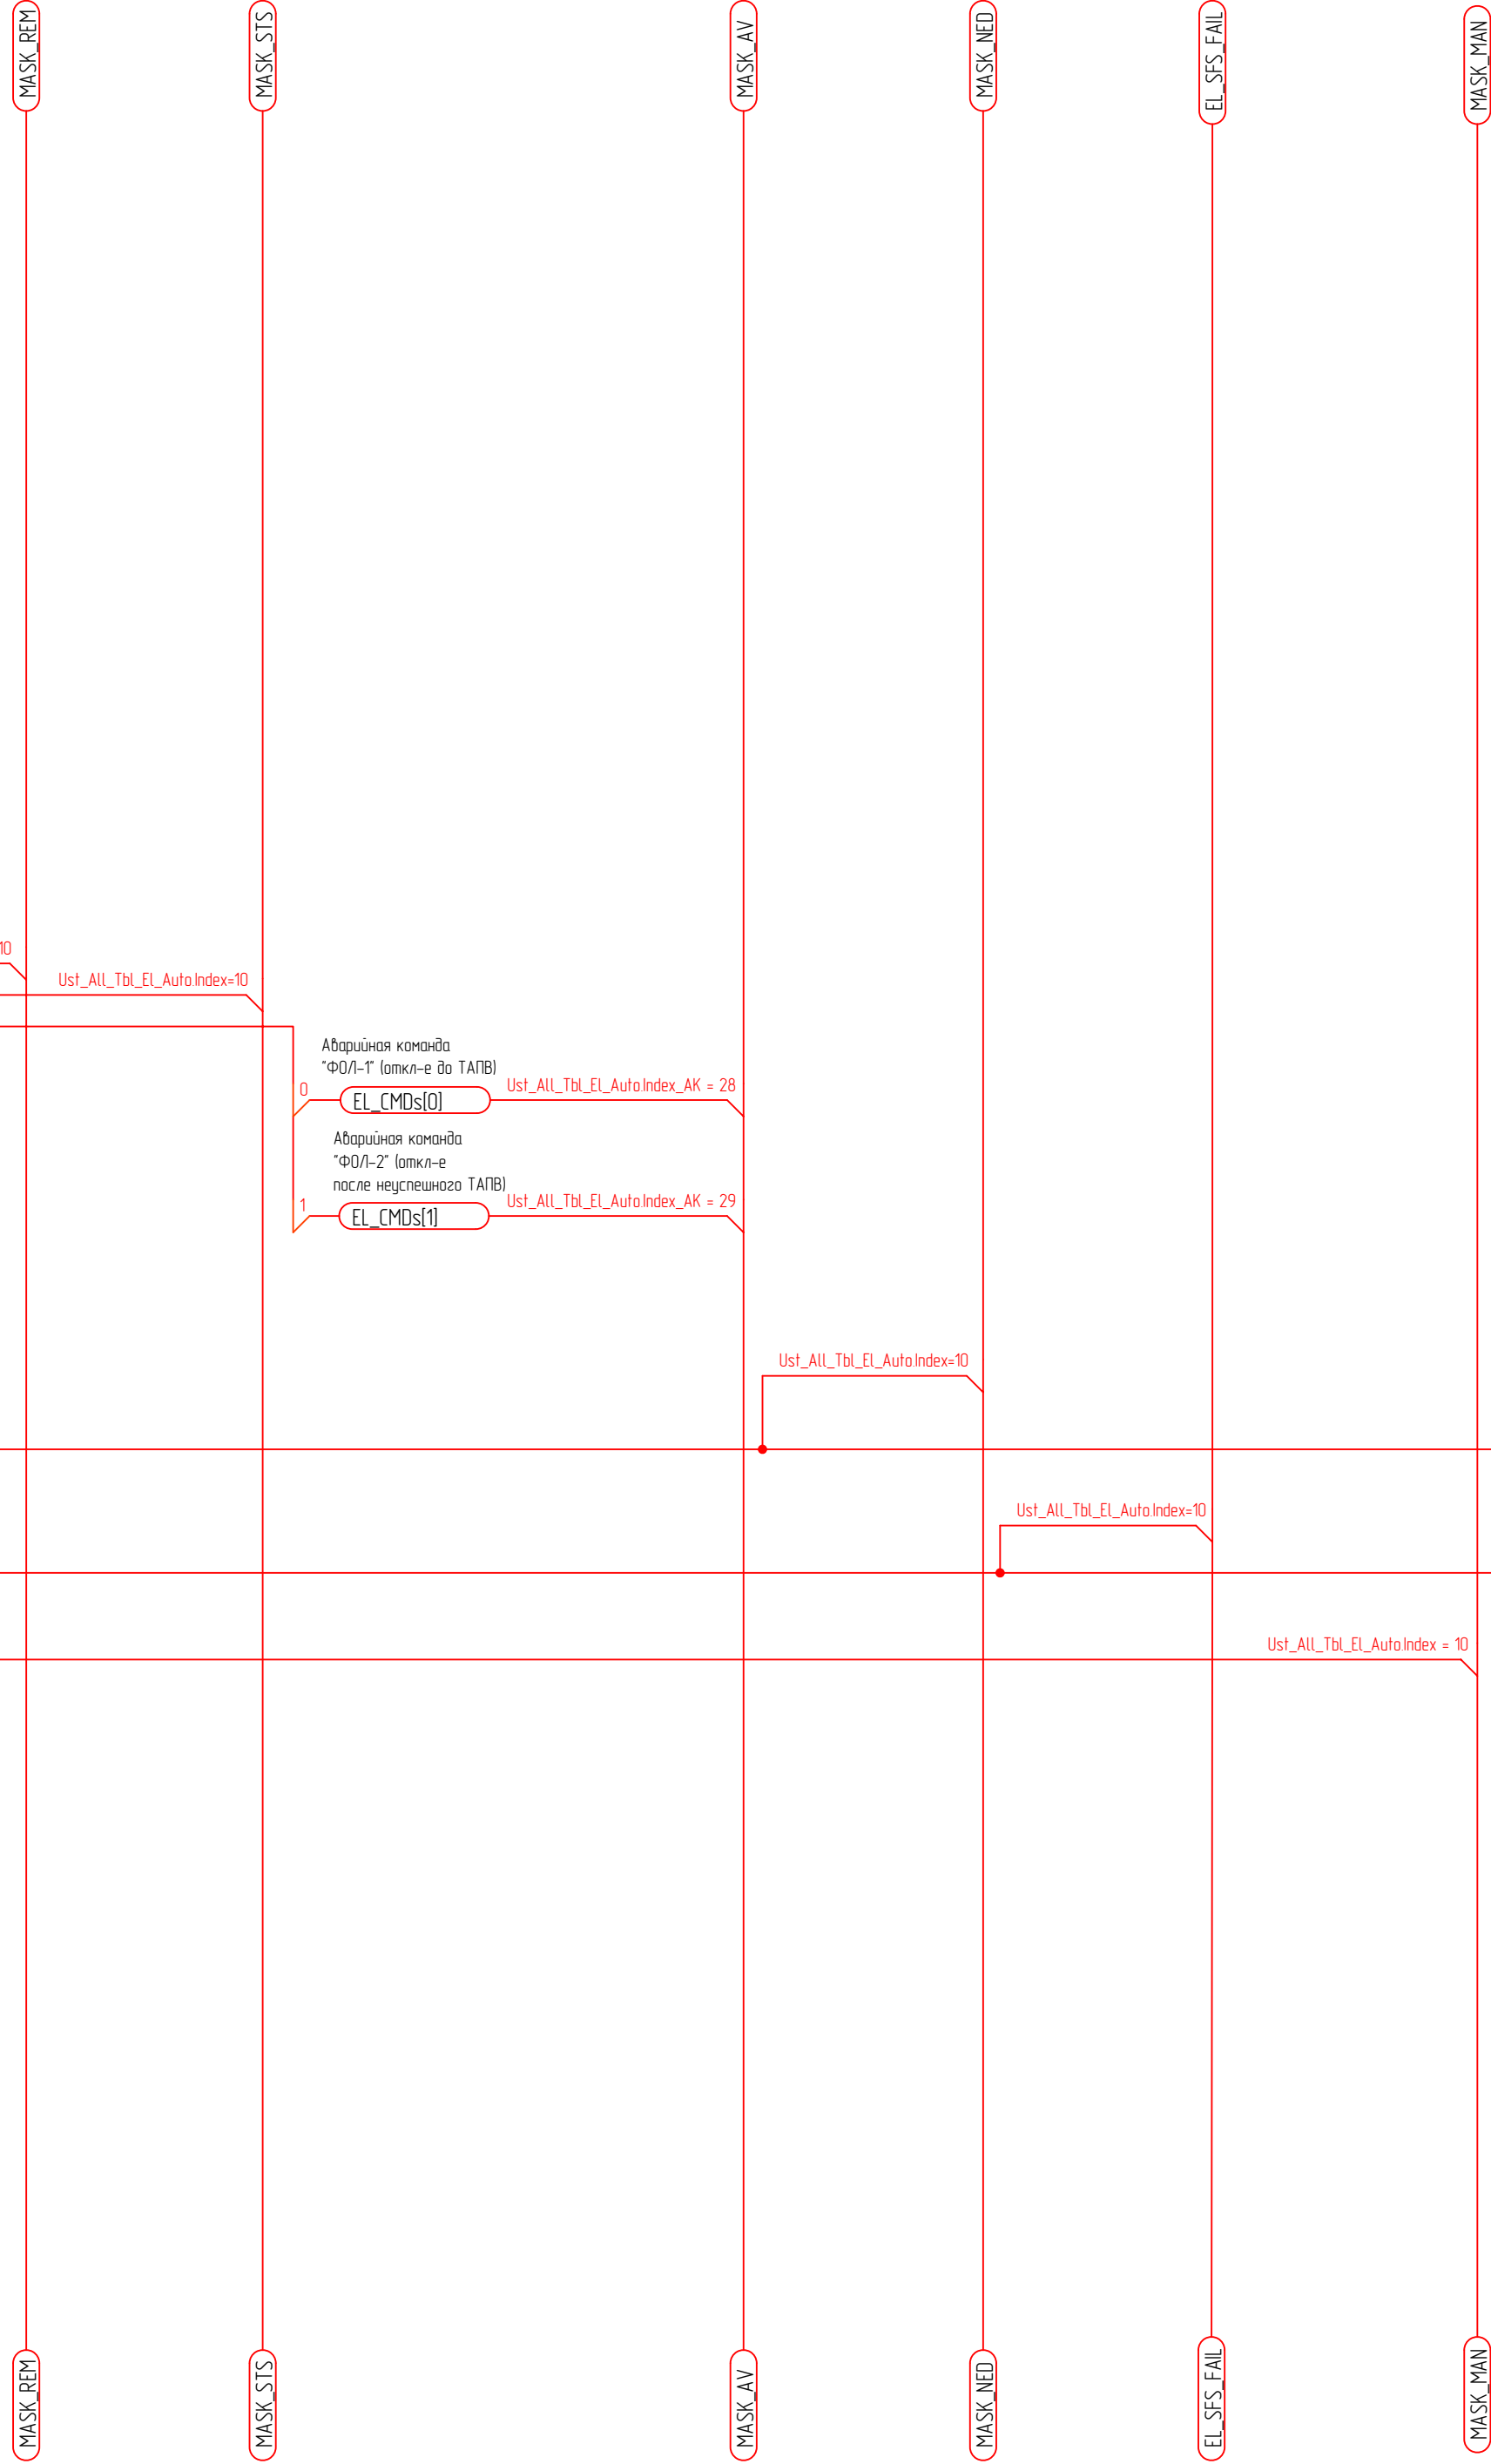 MASK_REM
MASK_STS
MASK_AV
MASK_NED
EL_SFS_FAIL
MASK_MAN
10
Ust_All_Tbl_El_Auto.Index=10
Аварийная команда
"ФОЛ-1" (откл-е до ТАПВ)
Ust_All_Tbl_El_Auto.Index_AK = 28
0
EL_CMDs[0]
Аварийная команда
"ФОЛ-2" (откл-е
после неуспешного ТАПВ)
Ust_All_Tbl_El_Auto.Index_AK = 29
1
EL_CMDs[1]
Ust_All_Tbl_El_Auto.Index=10
Ust_All_Tbl_El_Auto.Index=10
Ust_All_Tbl_El_Auto.Index = 10
MASK_REM
MASK_STS
MASK_AV
MASK_NED
EL_SFS_FAIL
MASK_MAN